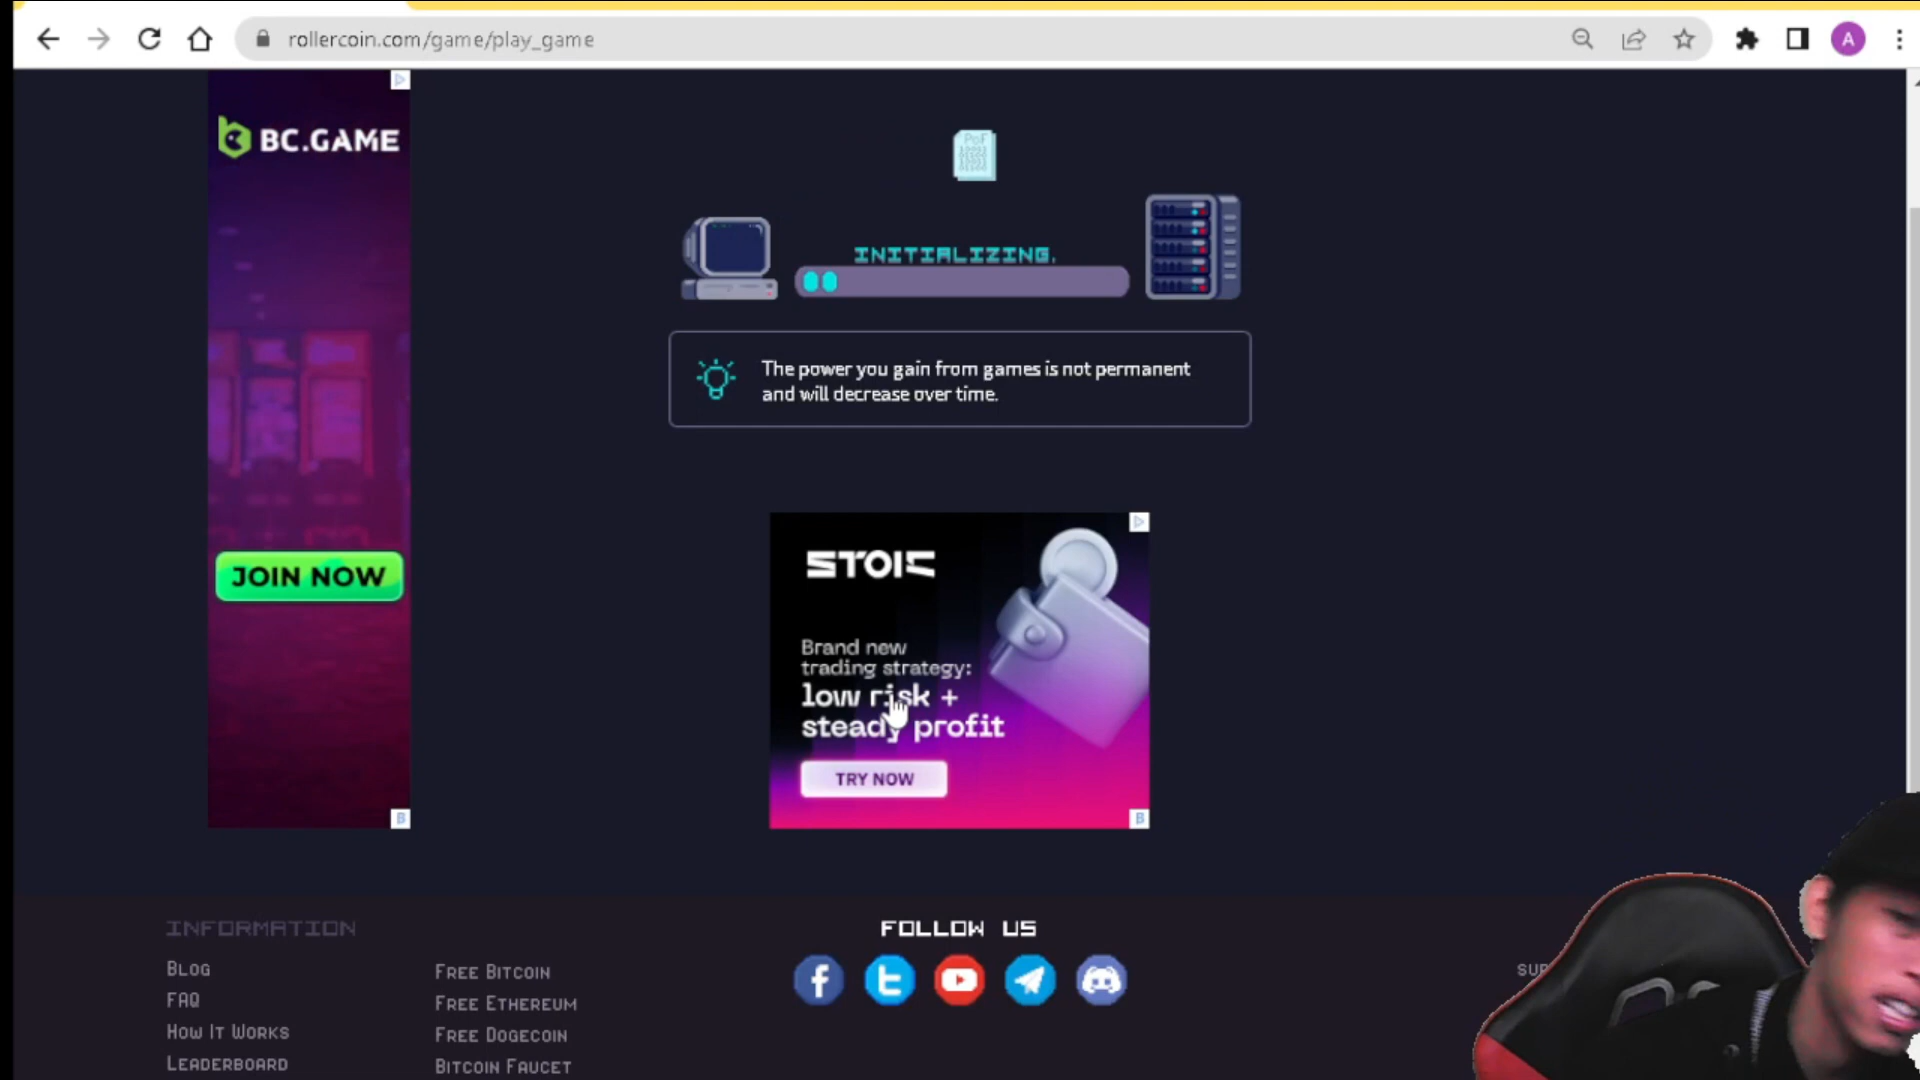 rollercoin.com/game/play_game
A
BC.GAME
JOIN NOW
B
INITIALIZING.
The power you gain from games is not permanent
and will decrease over time.
STOIC
Brand new
trading strategy:
low risk +
steady profit
TRY NOW
B
INFORMATION
BLOG
FAQ
HOW IT WORKS
LEADERBOARD
FREE BITCOIN
FREE ETHEREUM
FREE DOGECOIN
BITCOIN FAUCET
FOLLOW US
SUP